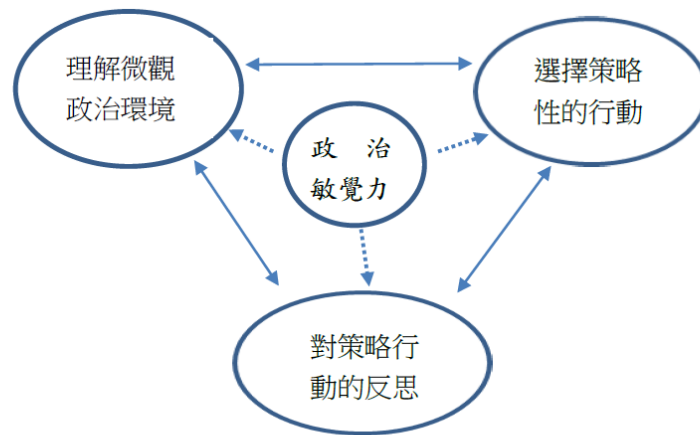 理解微觀
政治環境
選擇策略
性的行動
政 治
敏覺力
對策略行
動的反思